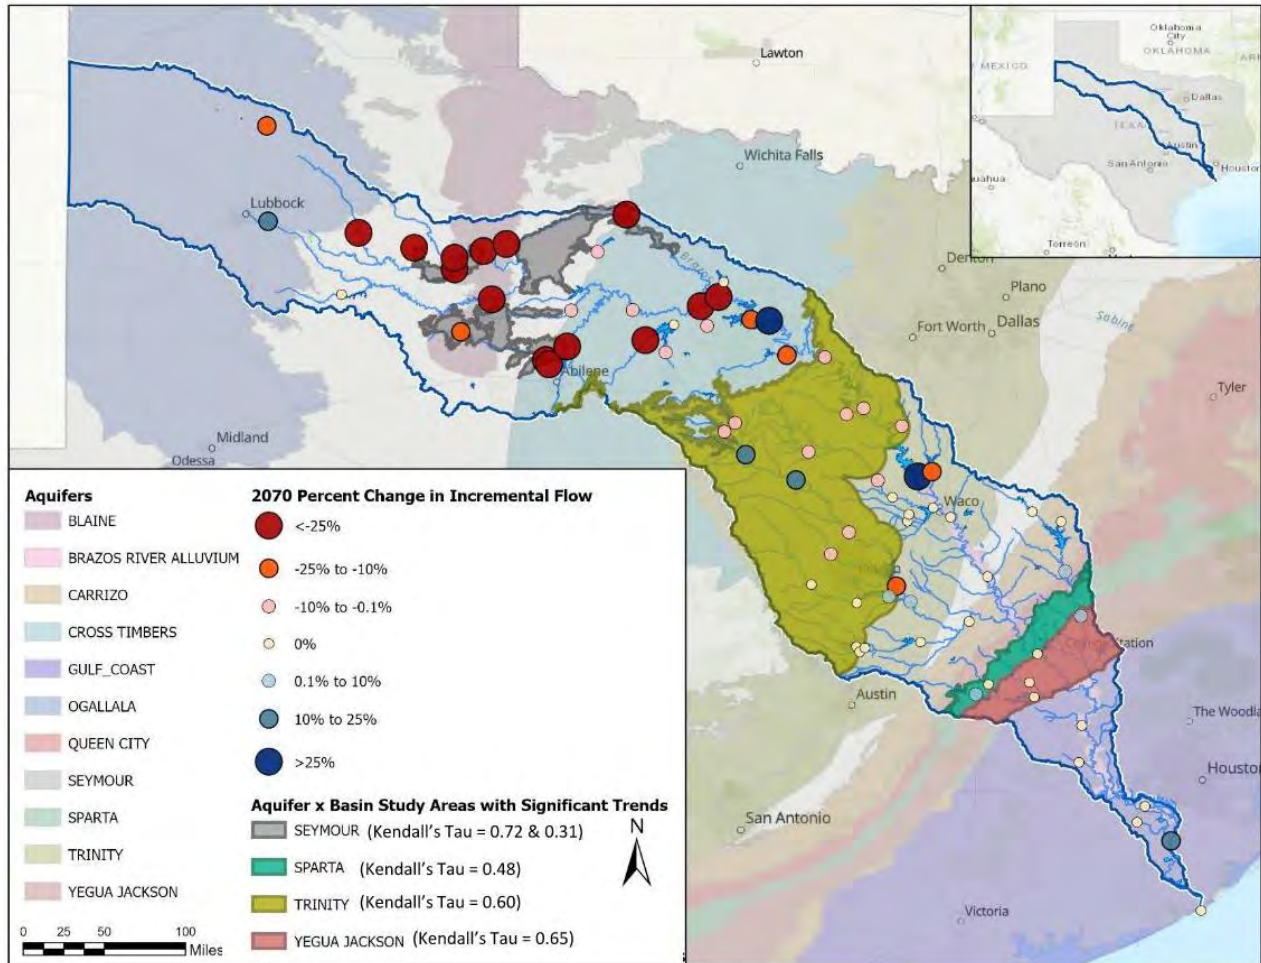 Lawton
Oklahoma
City
OKLAHOMA
MEXICO
Dallas
TEXAS
Austin
San Antonio
Houston
Torreón
Wichita Falls
Lubbock
Brazos
Denton
Plano
Dallas
Fort Worth
Sabine
Abilene
Tyler
Midland
Odessa
Waco
Station
Austin
The Woodla
Houston
San Antonio
Victoria
Aquifers
BLAINE
BRAZOS RIVER ALLUVIUM
CARRIZO
CROSS TIMBERS
GULF_COAST
OGALLALA
QUEEN CITY
SEYMOUR
SPARTA
TRINITY
YEGUA JACKSON
0 25 50 100
Miles
2070 Percent Change in Incremental Flow
<-25%
-25% to -10%
-10% to -0.1%
0%
0.1% to 10%
10% to 25%
>25%
Aquifer x Basin Study Areas with Significant Trends
SEYMOUR (Kendall's Tau = 0.72 & 0.31)
SPARTA (Kendall's Tau = 0.48)
TRINITY (Kendall's Tau = 0.60)
YEGUA JACKSON (Kendall's Tau = 0.65)
N